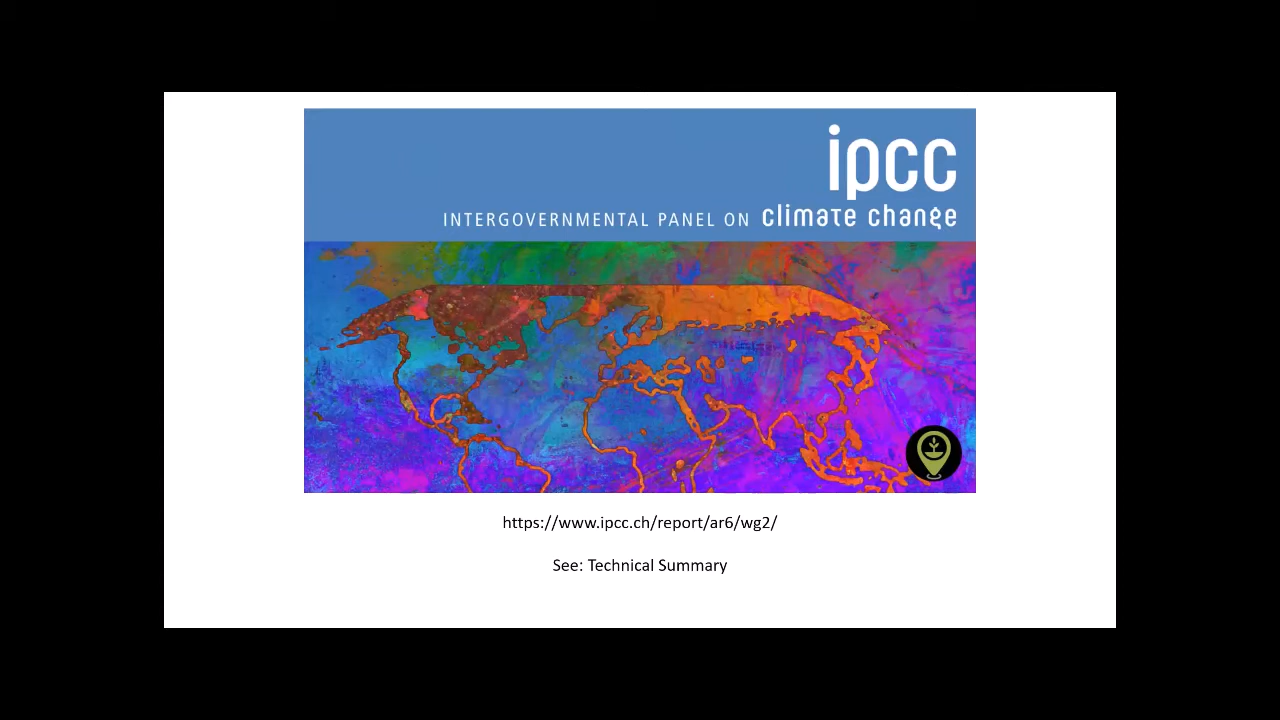 ipcc
INTERGOVERNMENTAL PANEL ON climate change
https://www.ipcc.ch/report/ar6/wg2/
See: Technical Summary